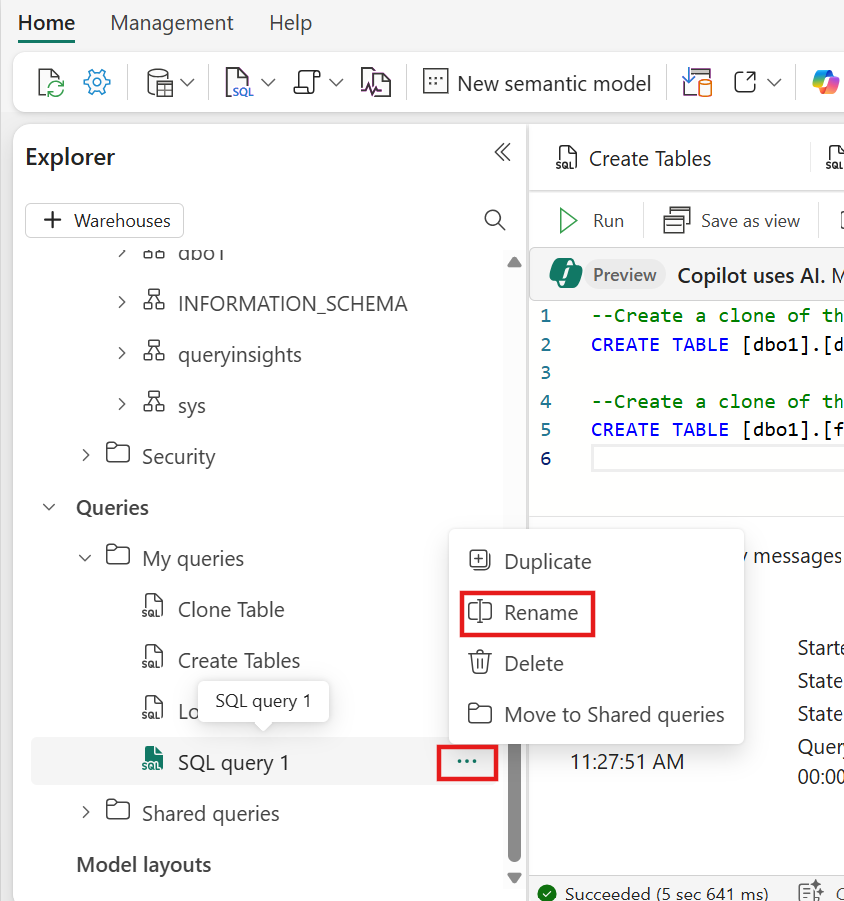 Home Management Help
SQL New semantic model
Explorer
Warehouses
dbo1
INFORMATION_SCHEMA
queryinsights
sys
Security
Queries
My queries
SQL Clone Table
SQL Create Tables
SQL Lo
SQL query 1
SQL SQL query 1
Shared queries
Model layouts
SQL Create Tables
SQL
Run Save as view
Preview Copilot uses AI.
1 --Create a clone of th
2 CREATE TABLE [dbo1].[d
3
4 --Create a clone of th
5 CREATE TABLE [dbo1].[f
6
Duplicate
Rename
Delete
Move to Shared queries
messages
Starte
State
State
11:27:51 AM Query
00:00
Succeeded (5 sec 641 ms)